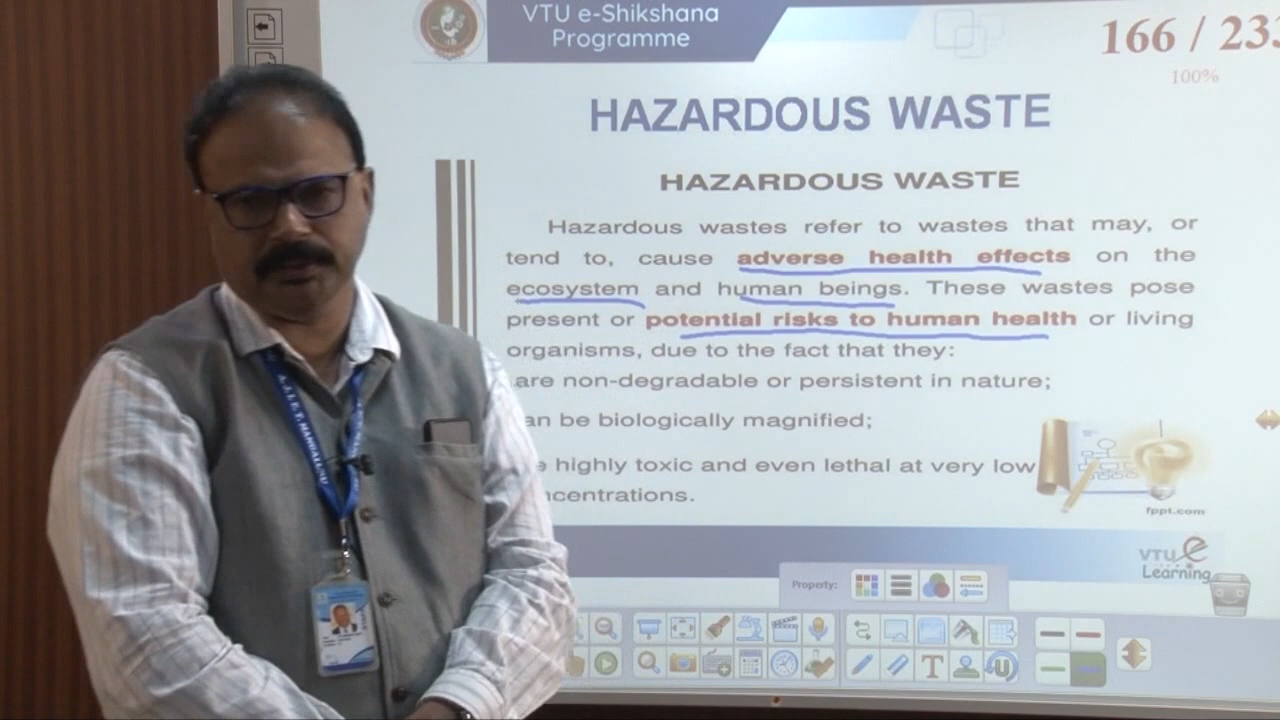 VTU e-Shikshana
Programme
166 / 233
100%
HAZARDOUS WASTE
HAZARDOUS WASTE
Hazardous wastes refer to wastes that may, or
tend to, cause adverse health effects on the
ecosystem and human beings. These wastes pose
present or potential risks to human health or living
organisms, due to the fact that they:
are non-degradable or persistent in nature;
an be biologically magnified;
e highly toxic and even lethal at very low
ncentrations.
fppt.com
VTU e
Learning
Property:
T
A.J.I.E.T. MANGALURU